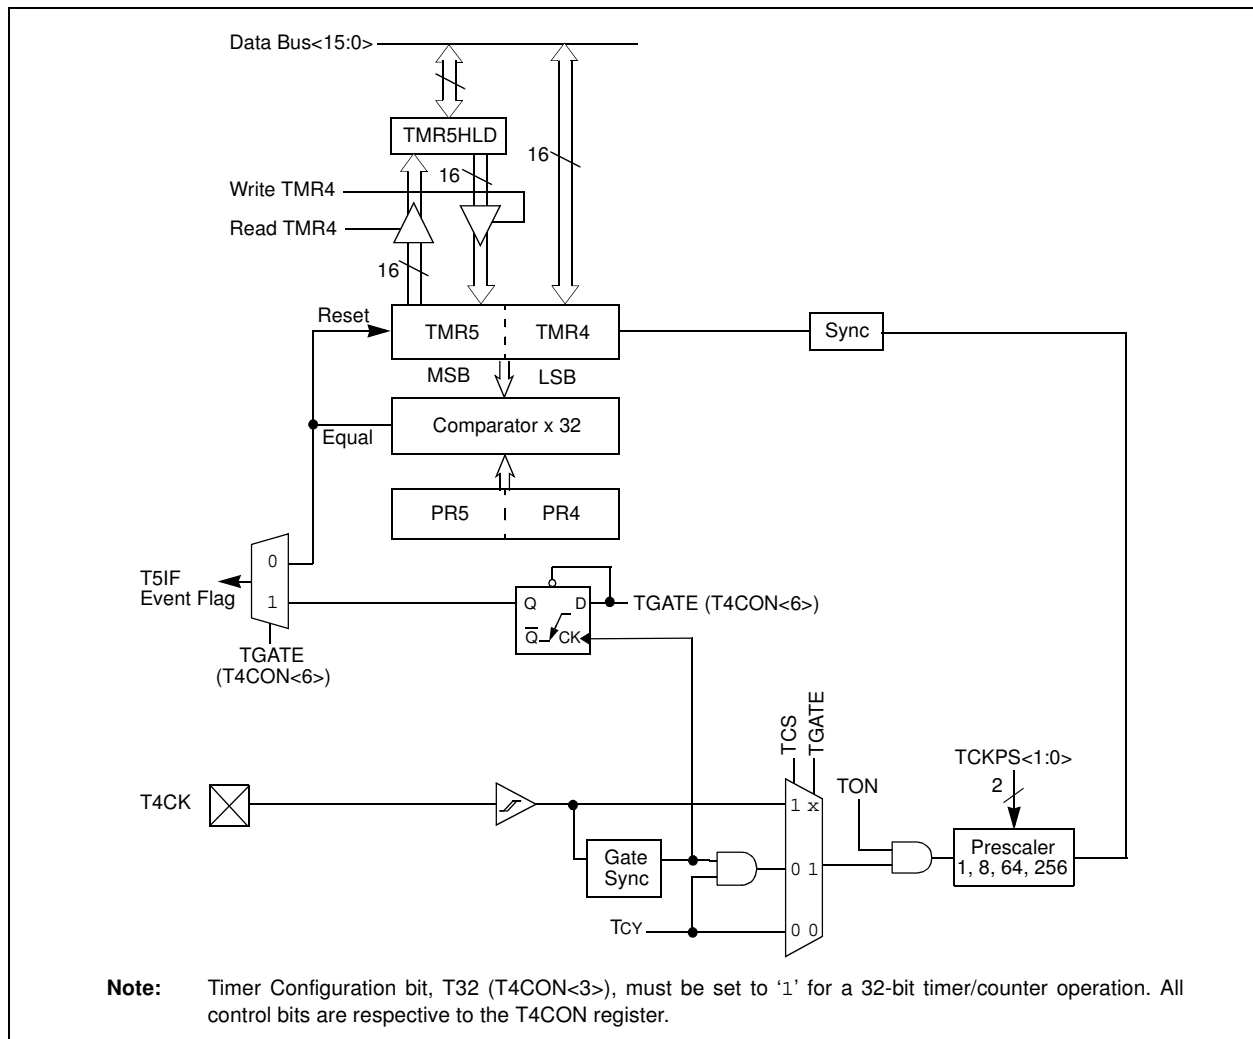 Data Bus<15:0>
TMR5HLD
16
16
Write TMR4
Read TMR4
16
Reset
TMR5
TMR4
Sync
MSB
LSB
Equal
Comparator x 32
PR5
PR4
0
T5IF
Event Flag
1
Q
D
TGATE (T4CON<6>)
Q
CK
TGATE
(T4CON<6>)
TCS
TGATE
TCKPS<1:0>
2
TON
T4CK
1 x
Prescaler
1, 8, 64, 256
Gate
Sync
0 1
TCY
0 0
Note: Timer Configuration bit, T32 (T4CON<3>), must be set to ‘1’ for a 32-bit timer/counter operation. All
control bits are respective to the T4CON register.